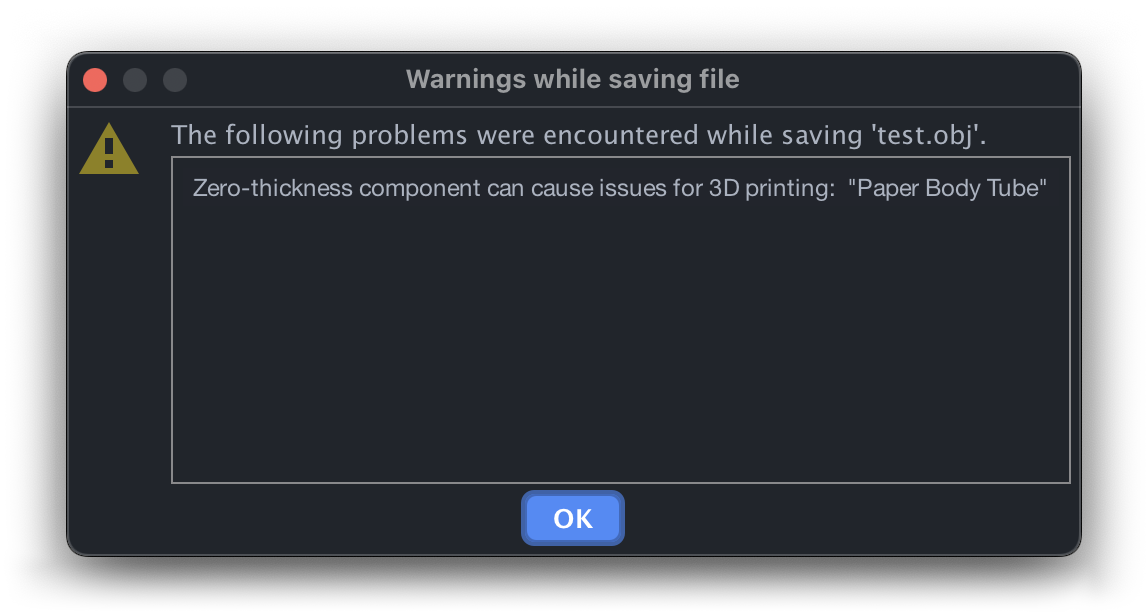 Warnings while saving file
The following problems were encountered while saving 'test.obj'.
Zero-thickness component can cause issues for 3D printing:  "Paper Body Tube"
OK